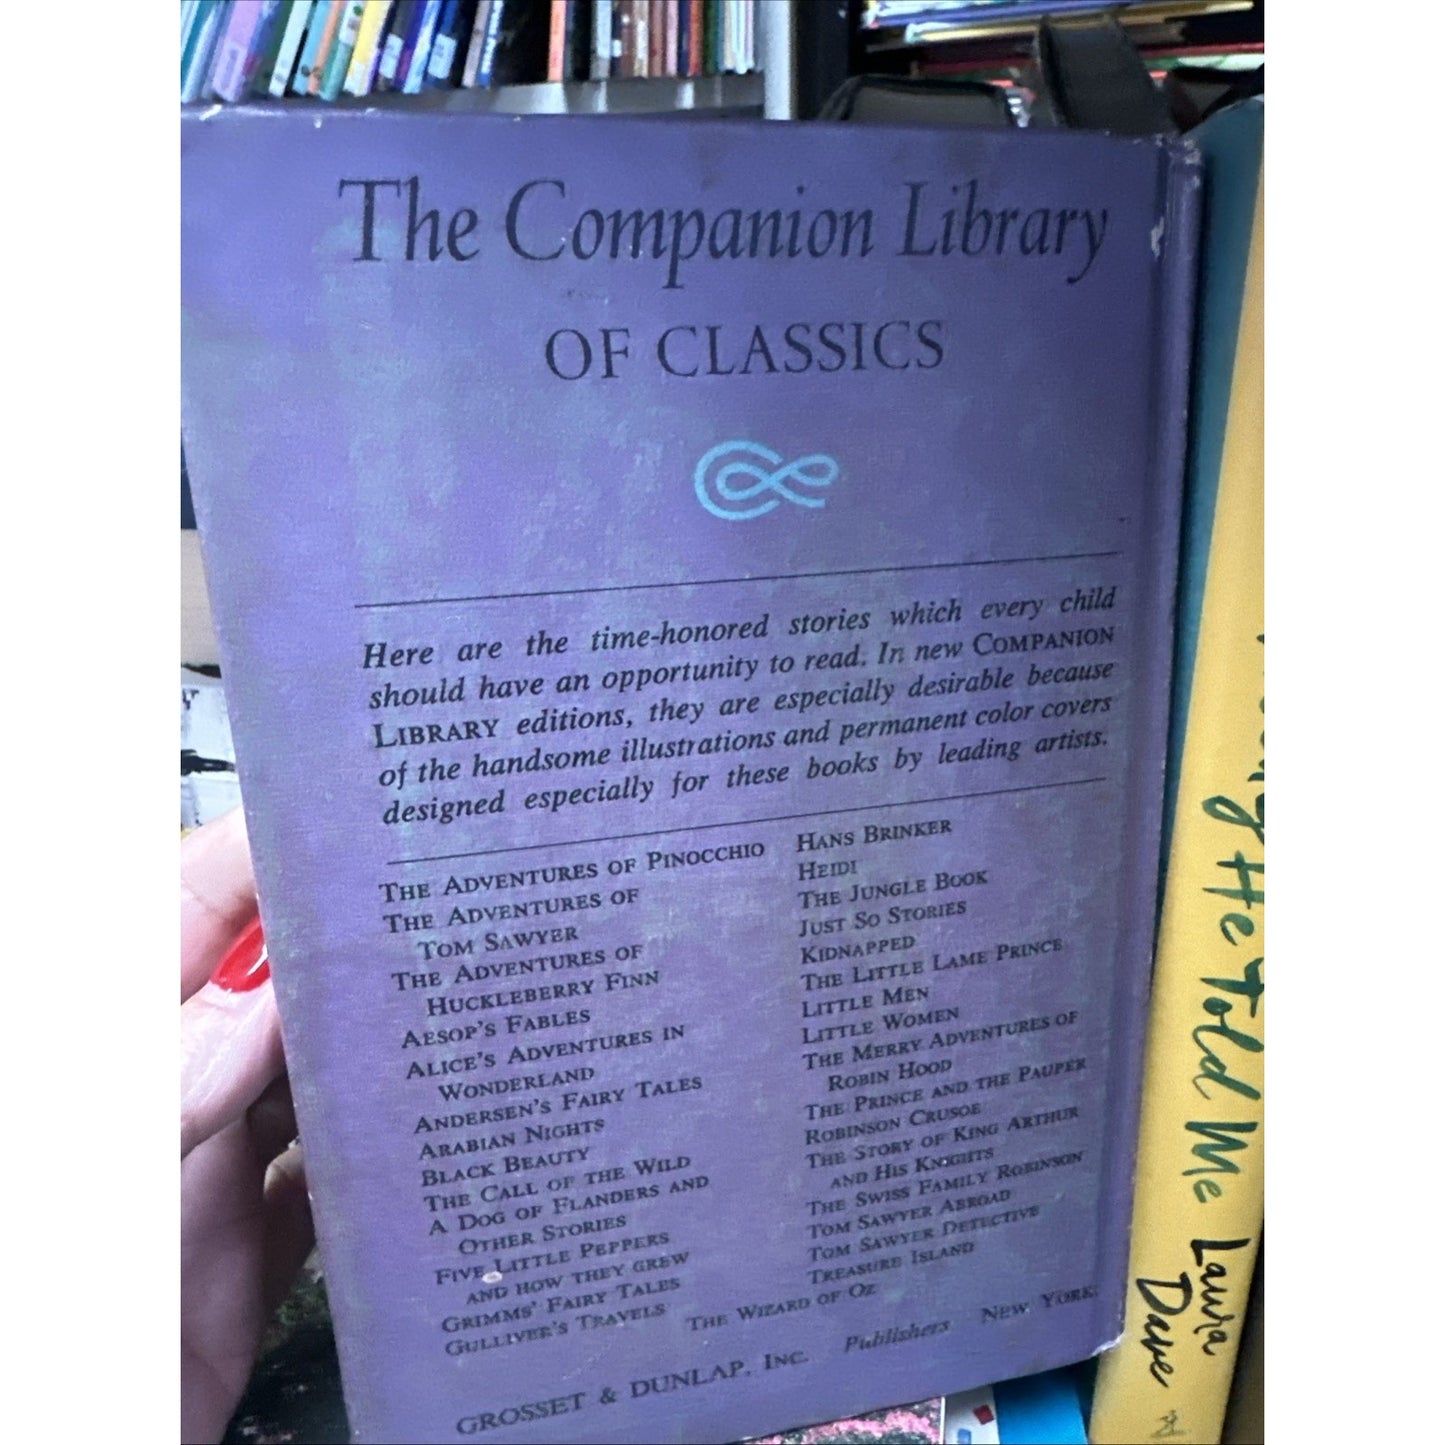 The Companion Library
OF CLASSICS
Here are the time-honored stories which every child
should have an opportunity to read. In new COMPANION
LIBRARY editions, they are especially desirable because
of the handsome illustrations and permanent color covers
designed especially for these books by leading artists.
THE ADVENTURES OF PINOCCHIO
THE ADVENTURES OF
TOM SAWYER
THE ADVENTURES OF
HUCKLEBERRY FINN
AESOP'S FABLES
ALICE'S ADVENTURES IN
WONDERLAND
ANDERSEN'S FAIRY TALES
ARABIAN NIGHTS
BLACK BEAUTY
THE CALL OF THE WILD
A DOG OF FLANDERS AND
OTHER STORIES
FIVE LITTLE PEPPERS
AND HOW THEY GREW
GRIMMS' FAIRY TALES
GULLIVER'S TRAVELS
HANS BRINKER
HEIDI
THE JUNGLE BOOK
JUST SO STORIES
KIDNAPPED
THE LITTLE LAME PRINCE
LITTLE MEN
LITTLE WOMEN
THE MERRY ADVENTURES OF
ROBIN HOOD
THE PRINCE AND THE PAUPER
ROBINSON CRUSOE
THE STORY OF KING ARTHUR
AND HIS KNIGHTS
THE SWISS FAMILY ROBINSON
TOM SAWYER ABROAD
TOM SAWYER DETECTIVE
TREASURE ISLAND
THE WIZARD OF OZ
GROSSET & DUNLAP, INC. Publishers NEW YORK
He Told Me
Laura
Dave